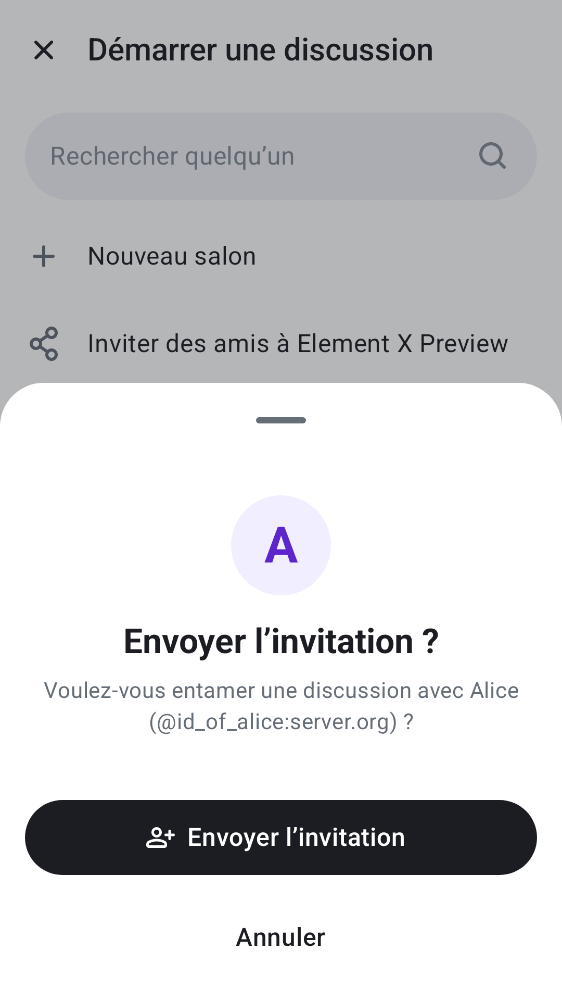 Démarrer une discussion
Rechercher quelqu’un
Nouveau salon
Inviter des amis à Element X Preview
A
Envoyer l’invitation ?
Voulez-vous entamer une discussion avec Alice
(@id_of_alice:server.org) ?
Envoyer l’invitation
Annuler